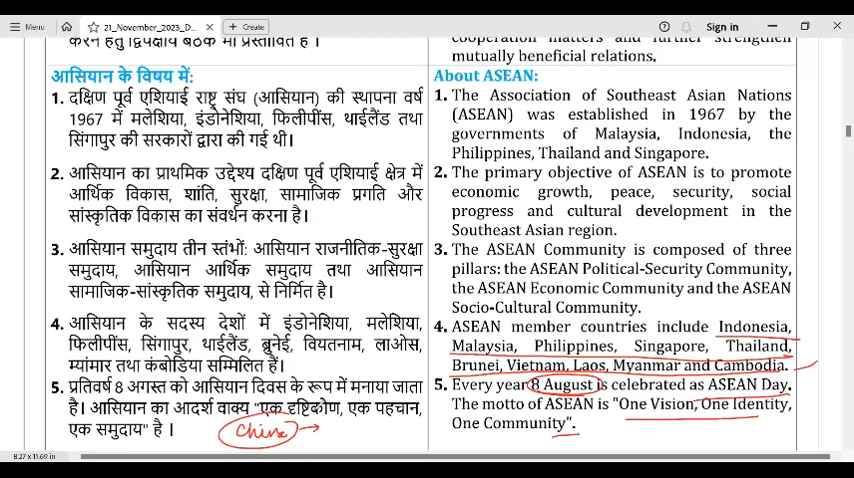 Menu
21_November_2023_D...
+ Create
Sign in
करने हेतु द्विपक्षीय बैठक भी प्रस्तावित है।
आसियान के विषय में:
1. दक्षिण पूर्व एशियाई राष्ट्र संघ (आसियान) की स्थापना वर्ष
1967 में मलेशिया, इंडोनेशिया, फिलीपींस, थाईलैंड तथा
सिंगापुर की सरकारों द्वारा की गई थी।
2. आसियान का प्राथमिक उद्देश्य दक्षिण पूर्व एशियाई क्षेत्र में
आर्थिक विकास, शांति, सुरक्षा, सामाजिक प्रगति और
सांस्कृतिक विकास का संवर्धन करना है।
3. आसियान समुदाय तीन स्तंभों: आसियान राजनीतिक-सुरक्षा
समुदाय, आसियान आर्थिक समुदाय तथा आसियान
सामाजिक-सांस्कृतिक समुदाय, से निर्मित है।
4. आसियान के सदस्य देशों में इंडोनेशिया, मलेशिया,
फिलीपींस, सिंगापुर, थाईलैंड, ब्रुनेई, वियतनाम, लाओस,
म्यांमार तथा कंबोडिया सम्मिलित हैं।
5. प्रतिवर्ष 8 अगस्त को आसियान दिवस के रूप में मनाया जाता
है। आसियान का आदर्श वाक्य "एक दृष्टिकोण, एक पहचान,
एक समुदाय" है।
China
cooperation matters and further strengthen
mutually beneficial relations.
About ASEAN:
1. The Association of Southeast Asian Nations
(ASEAN) was established in 1967 by the
governments of Malaysia, Indonesia, the
Philippines, Thailand and Singapore.
2. The primary objective of ASEAN is to promote
economic growth, peace, security, social
progress and cultural development in the
Southeast Asian region.
3. The ASEAN Community is composed of three
pillars: the ASEAN Political-Security Community,
the ASEAN Economic Community and the ASEAN
Socio-Cultural Community.
4. ASEAN member countries include Indonesia,
Malaysia, Philippines, Singapore, Thailand,
Brunei, Vietnam, Laos, Myanmar and Cambodia.
5. Every year 8 August is celebrated as ASEAN Day.
The motto of ASEAN is "One Vision, One Identity,
One Community".
8.27 x 11.69 in